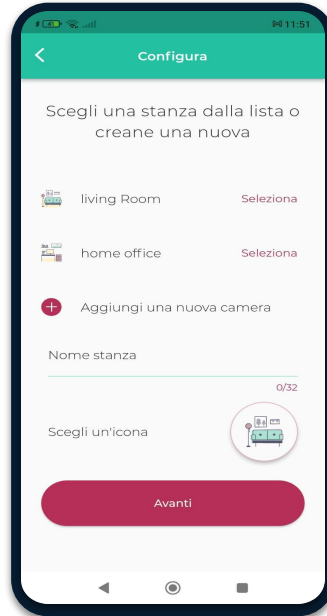 11:51
Configura
Scegli una stanza dalla lista o
creane una nuova
living Room Seleziona
home office Seleziona
Aggiungi una nuova camera
Nome stanza
0/32
Scegli un'icona
Avanti